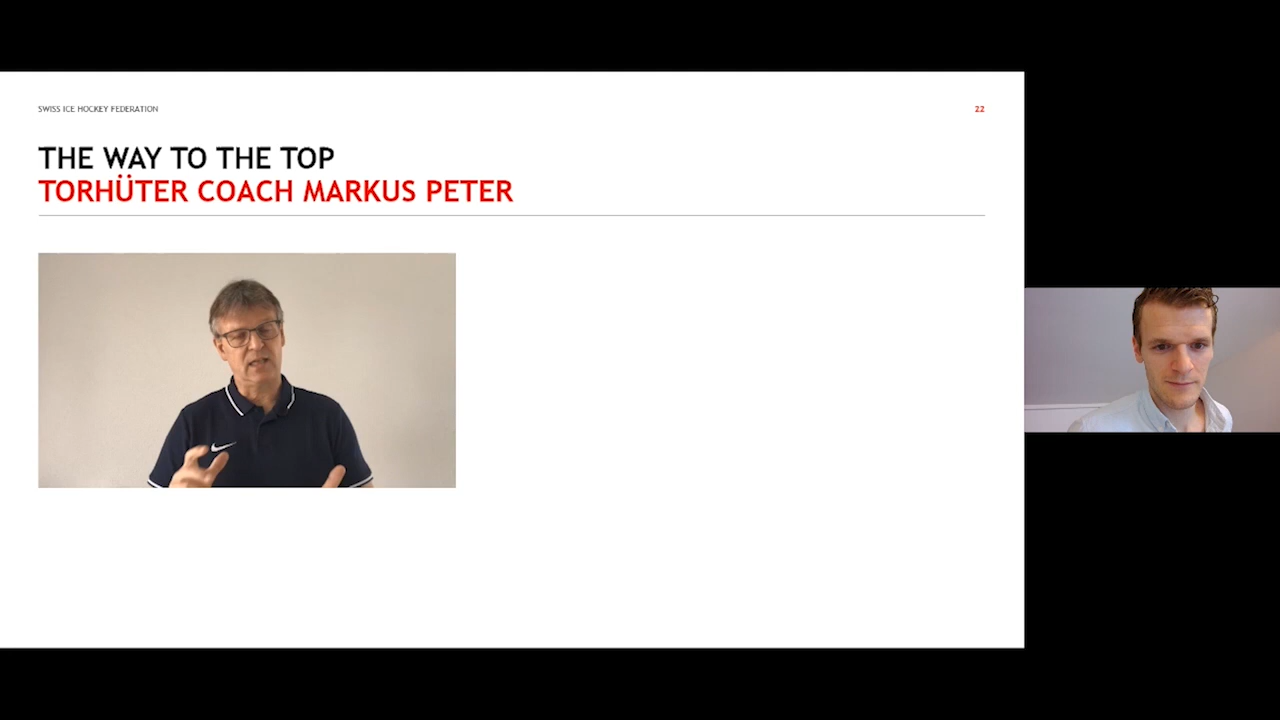 SWISS ICE HOCKEY FEDERATION
22
THE WAY TO THE TOP
TORHÜTER COACH MARKUS PETER